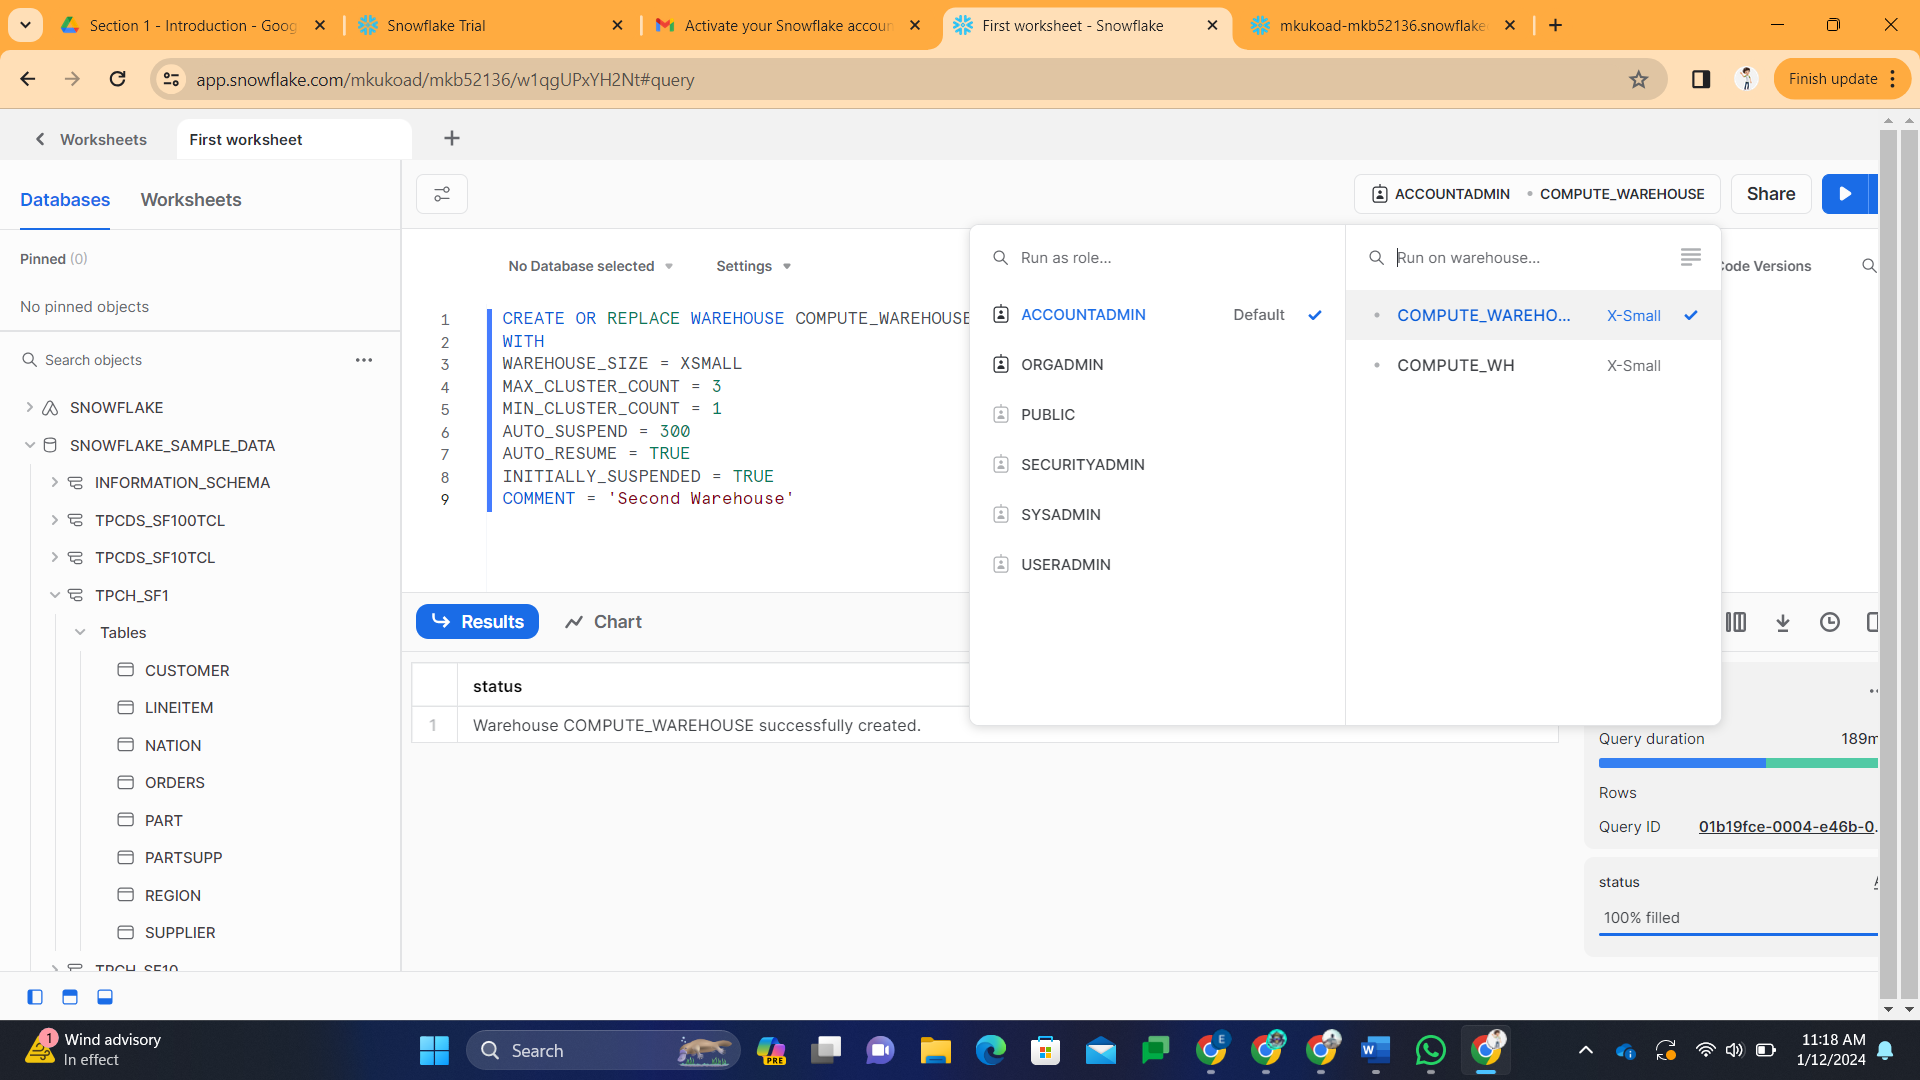 Section 1 - Introduction - Goog
Snowflake Trial
Activate your Snowflake accoun
First worksheet - Snowflake
mkukoad-mkb52136.snowflake
app.snowflake.com/mkukoad/mkb52136/w1qgUPxYH2Nt#query
Finish update
Worksheets
First worksheet
Databases
Worksheets
ACCOUNTADMIN
COMPUTE_WAREHOUSE
Share
Pinned (0)
No pinned objects
No Database selected
Settings
Code Versions
Run as role...
Run on warehouse...
ACCOUNTADMIN Default
ORGADMIN
PUBLIC
SECURITYADMIN
SYSADMIN
USERADMIN
COMPUTE_WAREHO... X-Small
COMPUTE_WH X-Small
1 CREATE OR REPLACE WAREHOUSE COMPUTE_WAREHOUSE
2 WITH
3 WAREHOUSE_SIZE = XSMALL
4 MAX_CLUSTER_COUNT = 3
5 MIN_CLUSTER_COUNT = 1
6 AUTO_SUSPEND = 300
7 AUTO_RESUME = TRUE
8 INITIALLY_SUSPENDED = TRUE
9 COMMENT = 'Second Warehouse'
Search objects
SNOWFLAKE
SNOWFLAKE_SAMPLE_DATA
INFORMATION_SCHEMA
TPCDS_SF100TCL
TPCDS_SF10TCL
TPCH_SF1
Tables
CUSTOMER
LINEITEM
NATION
ORDERS
PART
PARTSUPP
REGION
SUPPLIER
TPCH_SF10
Results
Chart
status
1 Warehouse COMPUTE_WAREHOUSE successfully created.
Query duration 189m
Rows
Query ID 01b19fce-0004-e46b-0.
status
100% filled
1
Wind advisory
In effect
Search
PRE
E
11:18 AM
1/12/2024